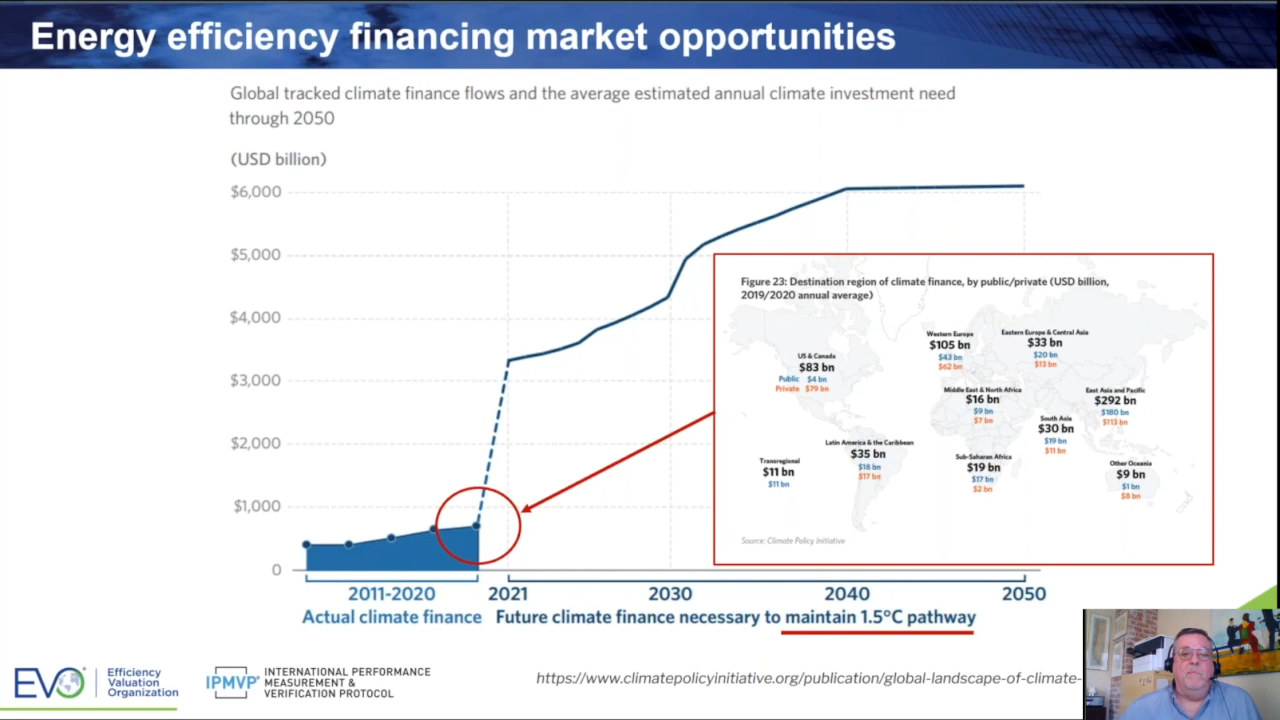 Energy efficiency financing market opportunities
Global tracked climate finance flows and the average estimated annual climate investment need
through 2050
(USD billion)
$6,000
$5,000
$4,000
$3,000
$2,000
$1,000
0
2011-2020
2021
2030
2040
2050
Actual climate finance
Future climate finance necessary to maintain 1.5°C pathway
Figure 23: Destination region of climate finance, by public/private (USD billion,
2019/2020 annual average)
US & Canada
$83 bn
Public $4 bn
Private $79 bn
Western Europe
$105 bn
$43 bn
$62 bn
Eastern Europe & Central Asia
$33 bn
$20 bn
$13 bn
Middle East & North Africa
$16 bn
$9 bn
$7 bn
East Asia and Pacific
$292 bn
$180 bn
$113 bn
South Asia
$30 bn
$19 bn
$11 bn
Latin America & the Caribbean
$35 bn
$18 bn
$17 bn
Transregional
$11 bn
$11 bn
Sub-Saharan Africa
$19 bn
$17 bn
$2 bn
Other Oceania
$9 bn
$1 bn
$8 bn
Source: Climate Policy Initiative
EVO
Efficiency
Valuation
Organization
IPMVP
INTERNATIONAL PERFORMANCE
MEASUREMENT &
VERIFICATION PROTOCOL
https://www.climatepolicyinitiative.org/publication/global-landscape-of-climate-